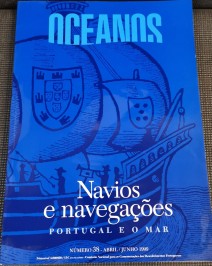 OCEANOS
Navios
e navegações
PORTUGAL E O MAR
NÚMERO 38 - ABRIL / JUNHO 1999